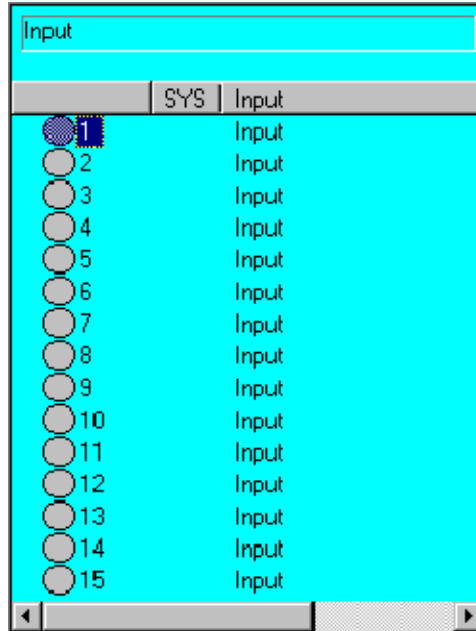 Input
SYS Input
1 Input
2 Input
3 Input
4 Input
5 Input
6 Input
7 Input
8 Input
9 Input
10 Input
11 Input
12 Input
13 Input
14 Input
15 Input